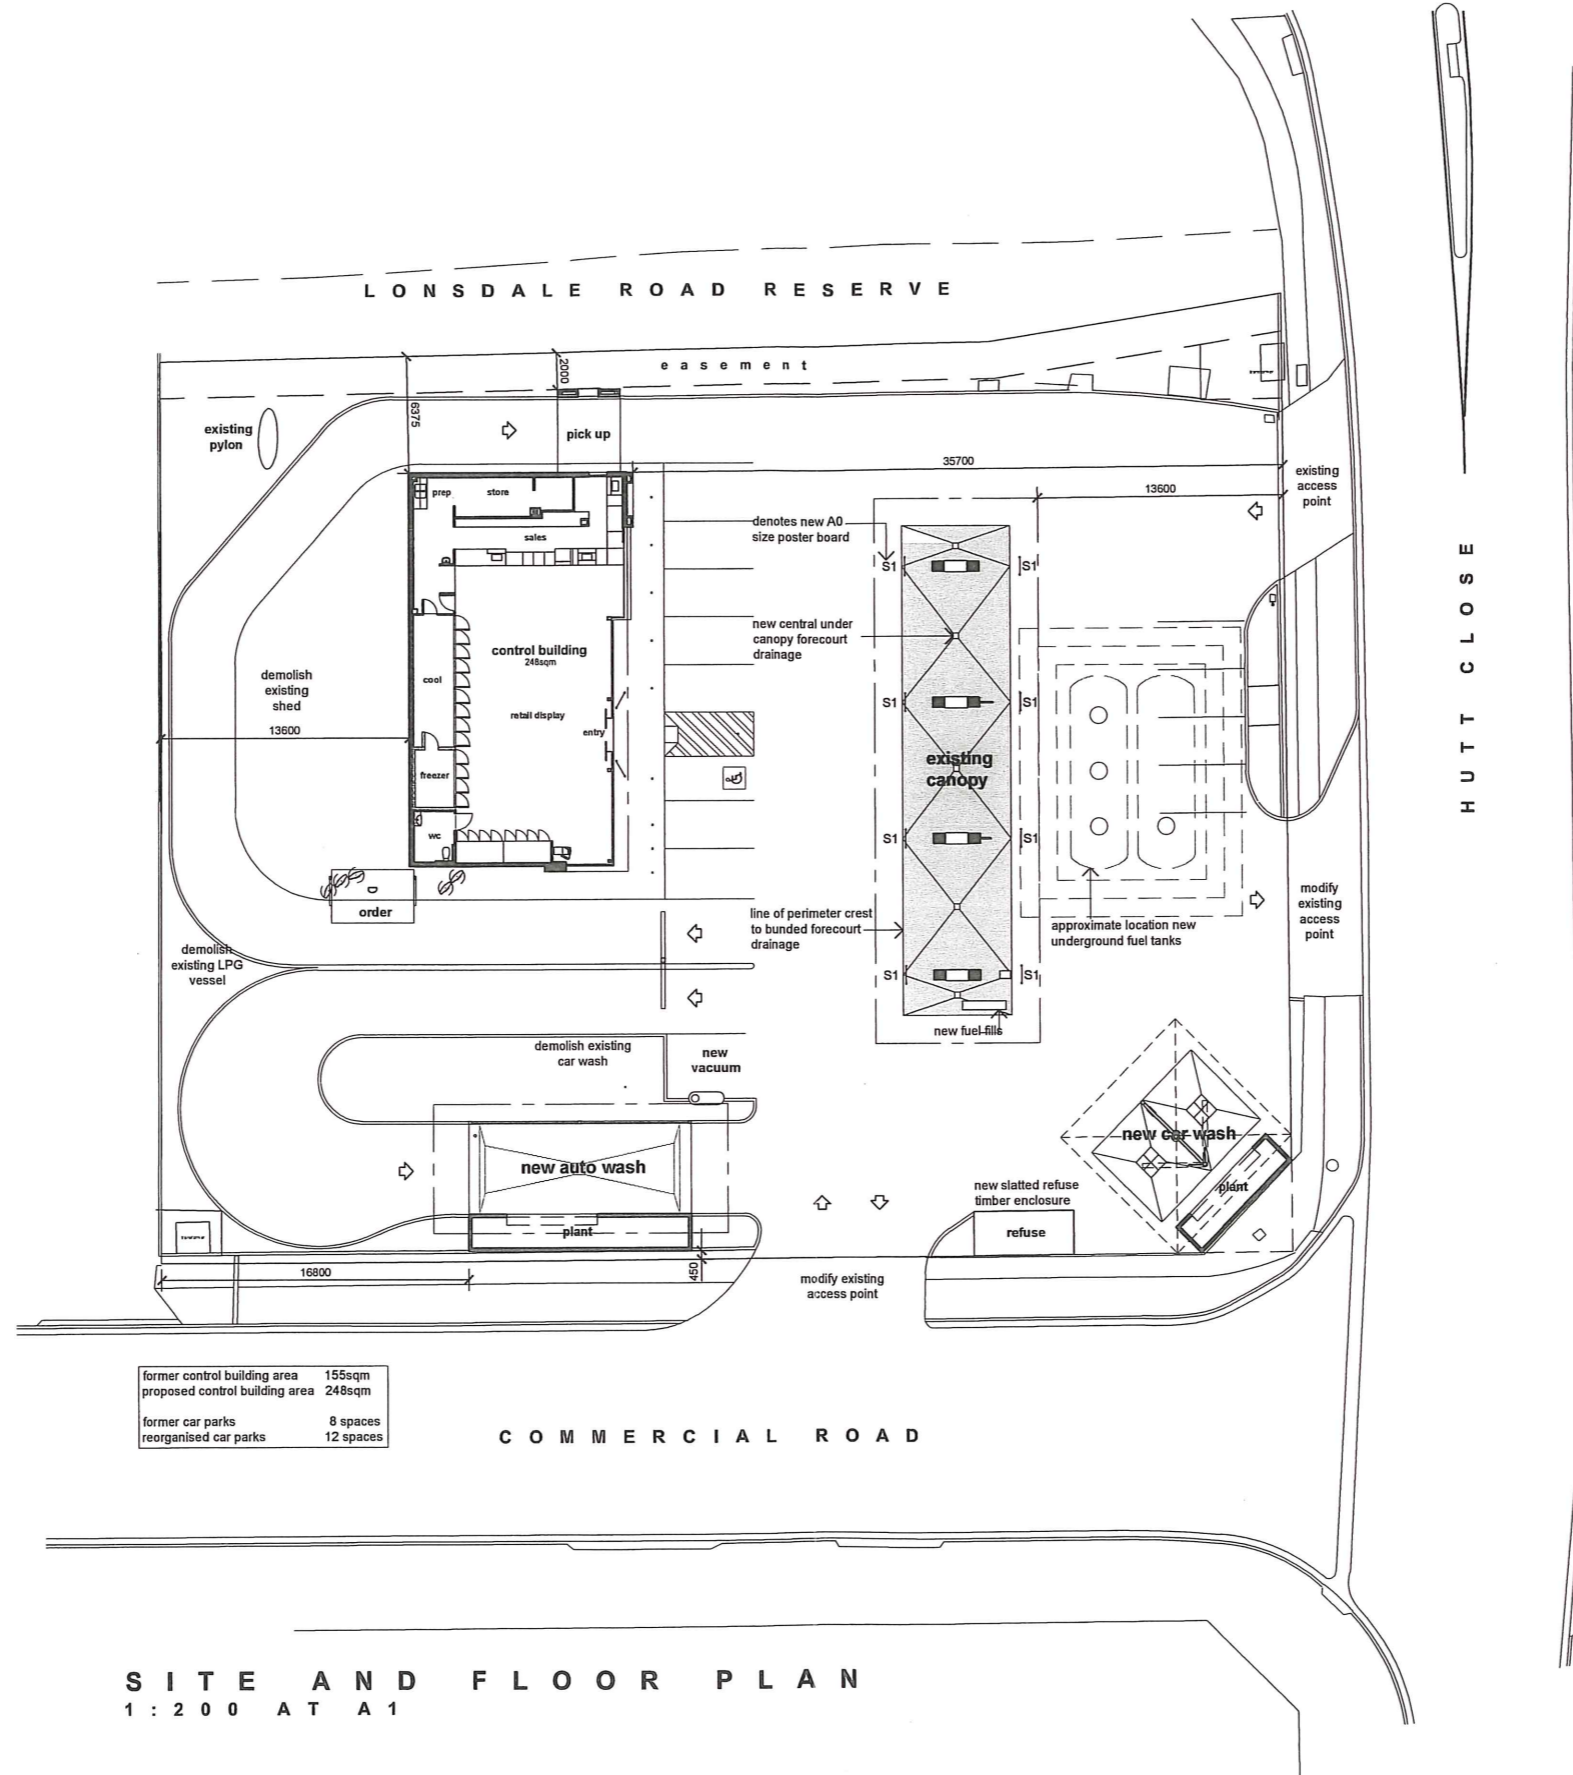 LONSDALE ROAD RESERVE
easement
2000
6375
existing
pylon
pick up
35700
13600
existing
access
point
prep
store
sales
denotes new A0
size poster board
S1
S1
new central under
canopy forecourt
drainage
control building
248sqm
cool
demolish
existing
shed
13600
retail display
entry
freezer
wc
S1
S1
existing
canopy
HUTT CLOSE
S1
S1
order
line of perimeter crest
to bunded forecourt
drainage
approximate location new
underground fuel tanks
modify
existing
access
point
demolish
existing LPG
vessel
S1
S1
new fuel fills
demolish existing
car wash
new
vacuum
new auto wash
plant
new car wash
plant
new slatted refuse
timber enclosure
refuse
16800
450
modify existing
access point
former control building area 155sqm
proposed control building area 248sqm
former car parks 8 spaces
reorganised car parks 12 spaces
COMMERCIAL ROAD
SITE AND FLOOR PLAN
1:200 AT A1